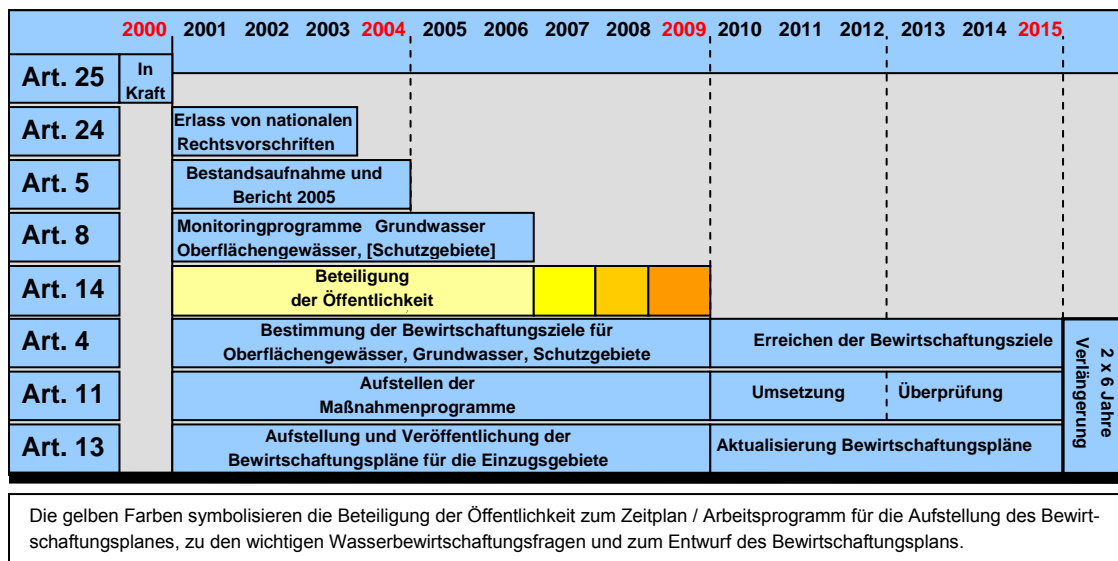 2000 2001 2002 2003 2004 2005 2006 2007 2008 2009 2010 2011 2012 2013 2014 2015
Art. 25
In
Kraft
Art. 24
Erlass von nationalen
Rechtsvorschriften
Art. 5
Bestandsaufnahme und
Bericht 2005
Art. 8
Monitoringprogramme Grundwasser
Oberflächengewässer, [Schutzgebiete]
Art. 14
Beteiligung
der Öffentlichkeit
Art. 4
Bestimmung der Bewirtschaftungsziele für
Oberflächengewässer, Grundwasser, Schutzgebiete
Erreichen der Bewirtschaftungsziele
Art. 11
Aufstellen der
Maßnahmenprogramme
Umsetzung
Überprüfung
Art. 13
Aufstellung und Veröffentlichung der
Bewirtschaftungspläne für die Einzugsgebiete
Aktualisierung Bewirtschaftungspläne
2 x 6 Jahre
Verlängerung
Die gelben Farben symbolisieren die Beteiligung der Öffentlichkeit zum Zeitplan / Arbeitsprogramm für die Aufstellung des Bewirt-
schaftungsplanes, zu den wichtigen Wasserbewirtschaftungsfragen und zum Entwurf des Bewirtschaftungsplans.